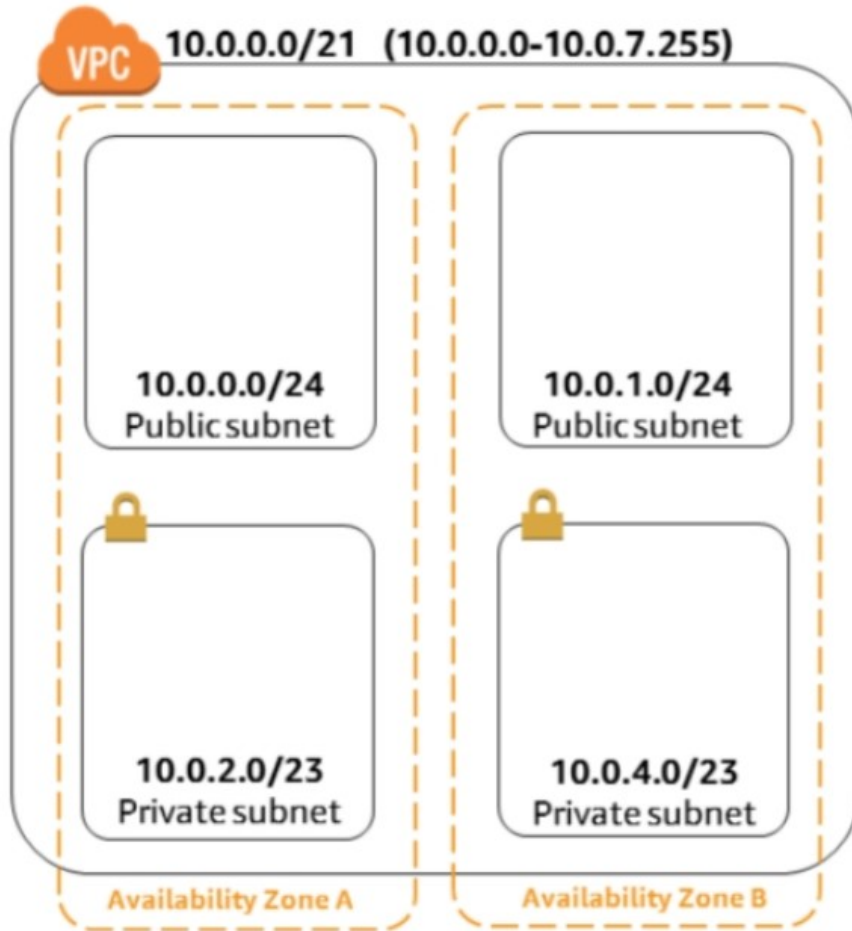 VPC
10.0.0.0/21 (10.0.0.0-10.0.7.255)
10.0.0.0/24
Public subnet
10.0.1.0/24
Public subnet
10.0.2.0/23
Private subnet
10.0.4.0/23
Private subnet
Availability Zone A
Availability Zone B